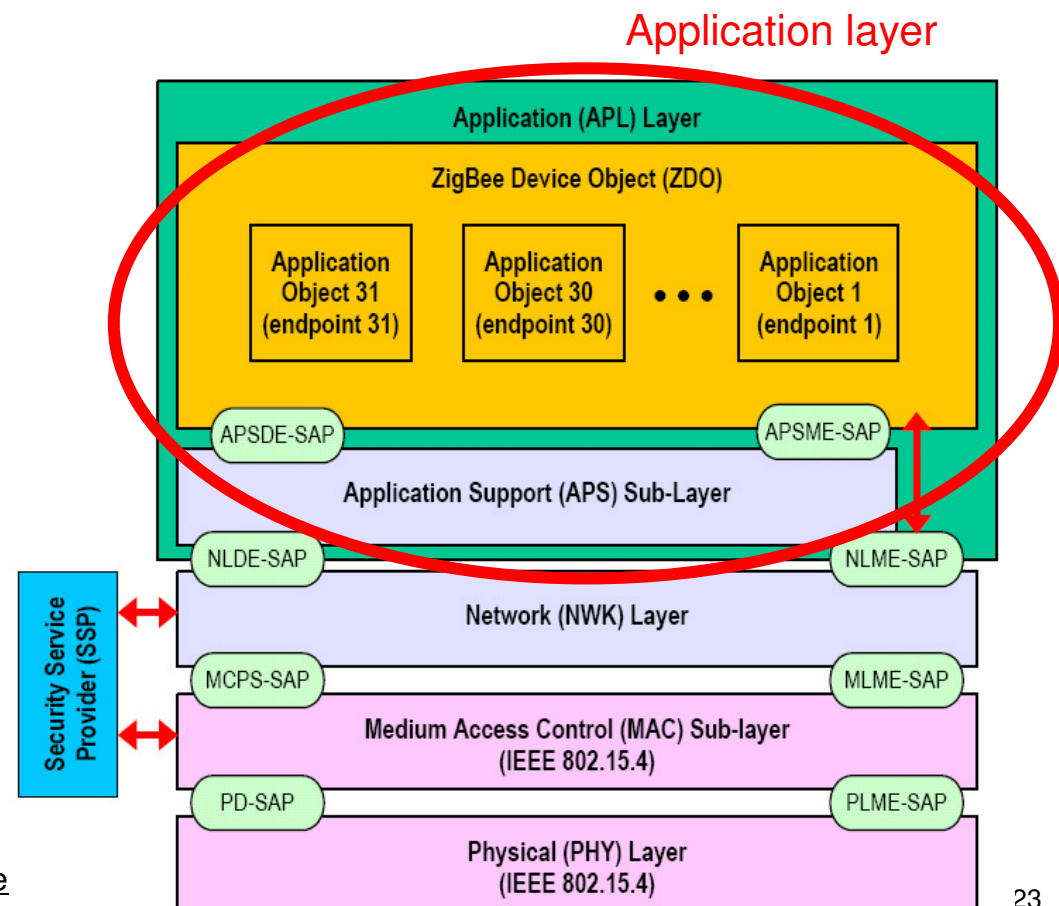 Application layer
Application (APL) Layer
ZigBee Device Object (ZDO)
Application
Object 31
(endpoint 31)
Application
Object 30
(endpoint 30)
• • •
Application
Object 1
(endpoint 1)
APSDE-SAP
APSME-SAP
Application Support (APS) Sub-Layer
NLDE-SAP
NLME-SAP
Security Service
Provider (SSP)
Network (NWK) Layer
MCPS-SAP
MLME-SAP
Medium Access Control (MAC) Sub-layer
(IEEE 802.15.4)
PD-SAP
PLME-SAP
Physical (PHY) Layer
(IEEE 802.15.4)
e
23